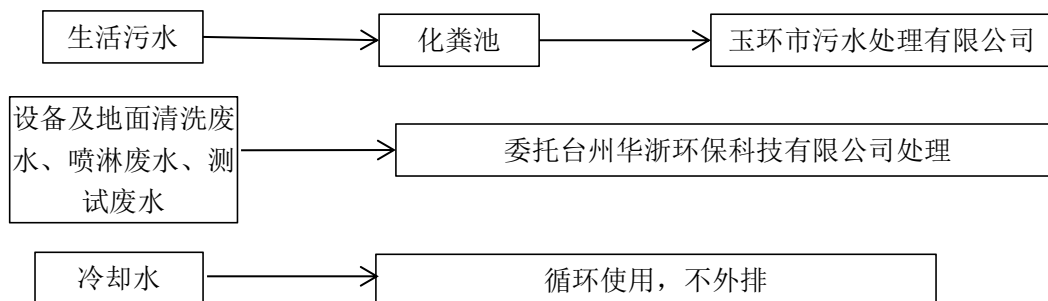 生活污水
化粪池
玉环市污水处理有限公司
设备及地面清洗废
水、喷淋废水、测
试废水
委托台州华浙环保科技有限公司处理
冷却水
循环使用，不外排